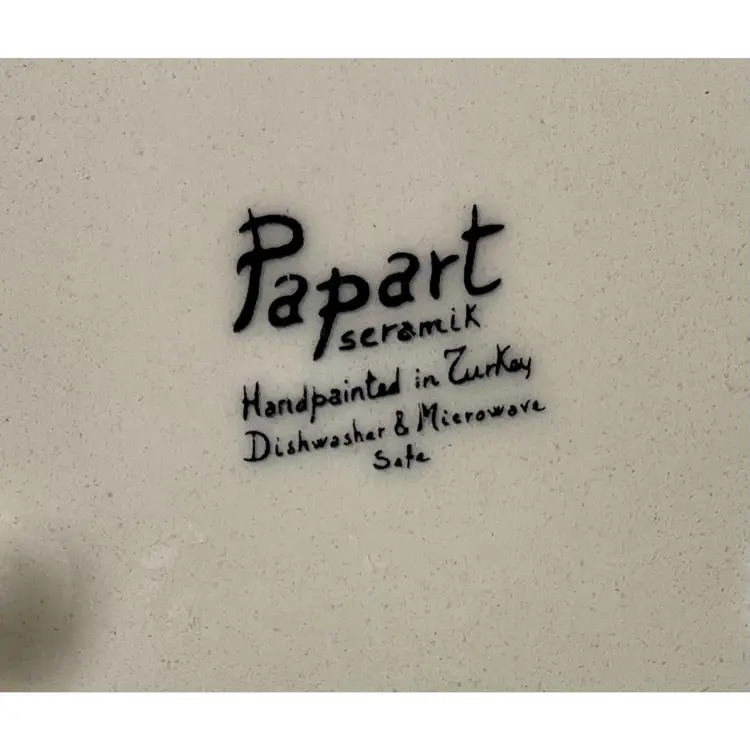 Papart
seramik
Handpainted in Turkey
Dishwasher & Microwave
Safe